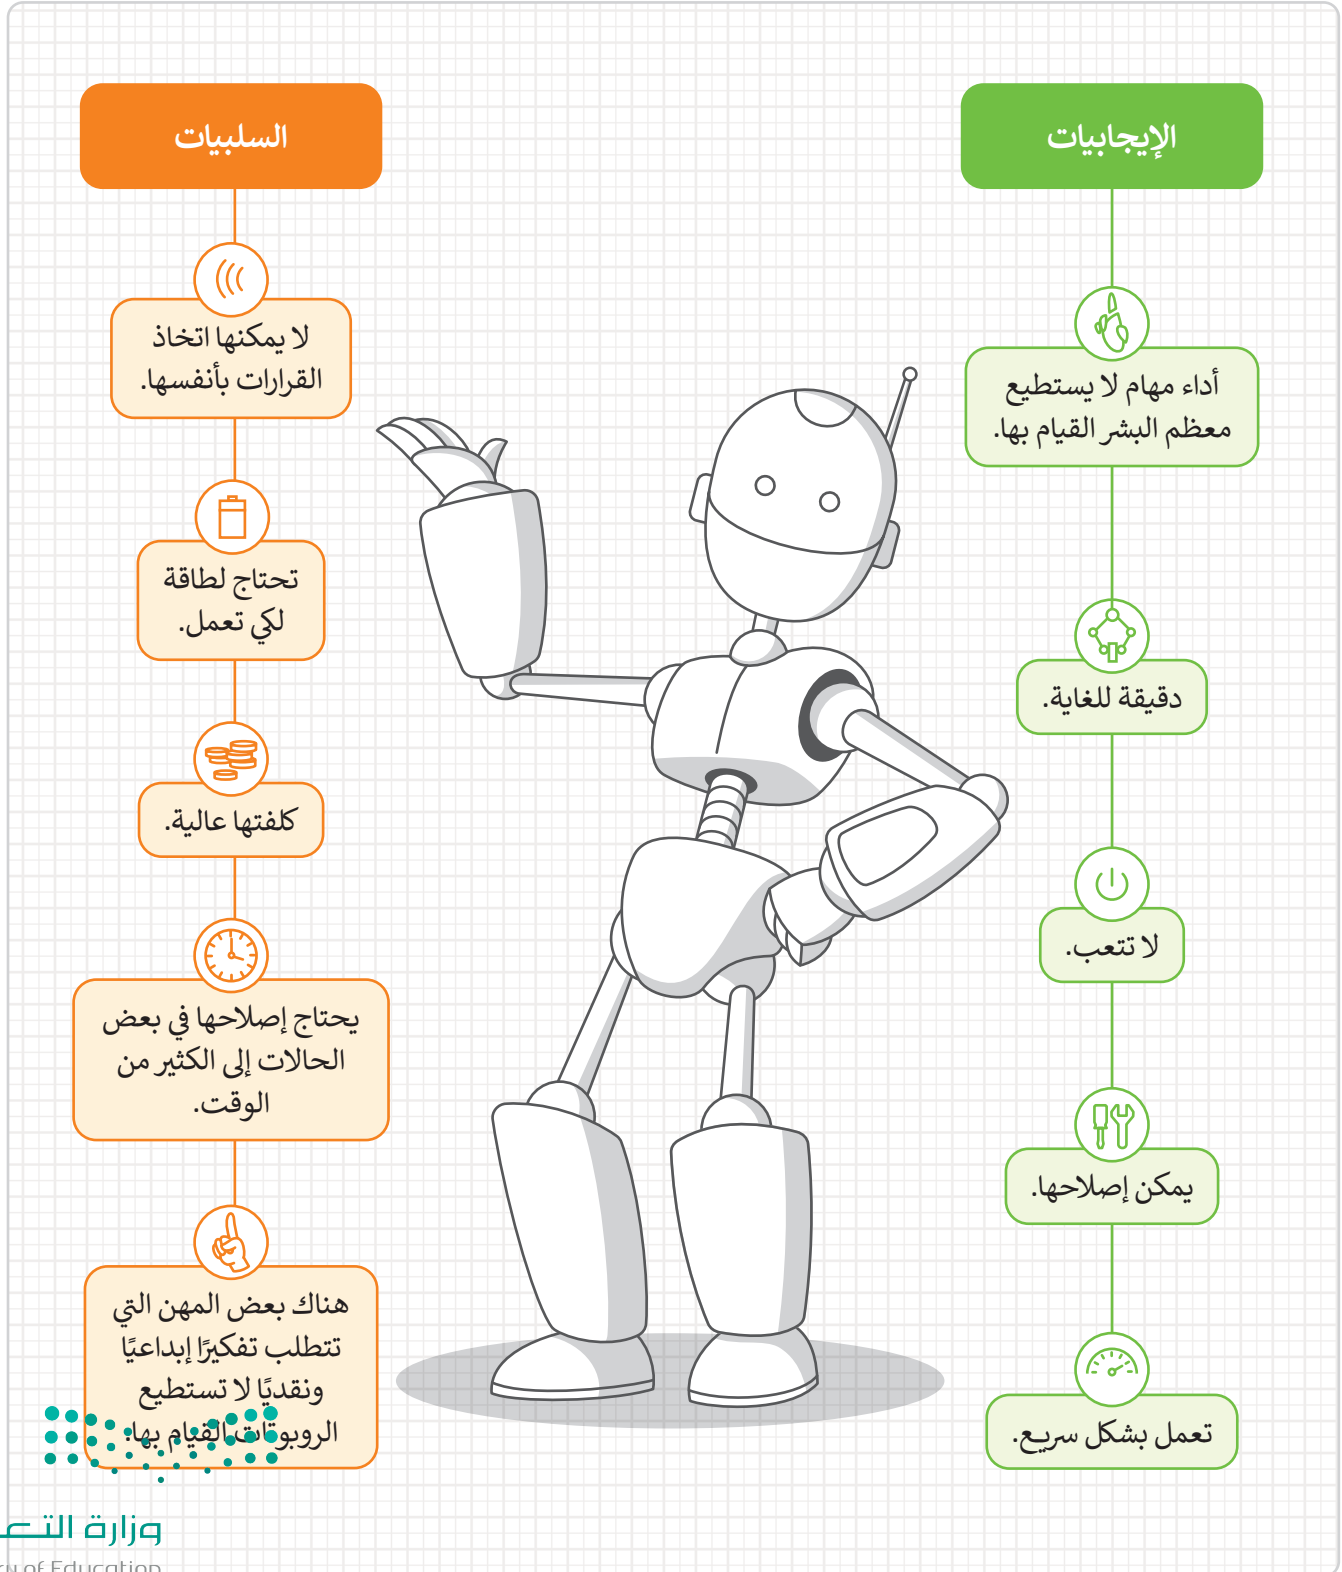 الإيجابيات
أداء مهام لا يستطيع
معظم البشر القيام بها.
دقيقة للغاية.
لا تتعب.
يمكن إصلاحها.
تعمل بشكل سريع.
السلبيات
لا يمكنها اتخاذ
القرارات بأنفسها.
تحتاج لطاقة
لكي تعمل.
كلفتها عالية.
يحتاج إصلاحها في بعض
الحالات إلى الكثير من
الوقت.
هناك بعض المهن التي
تتطلب تفكيرًا إبداعيًا
ونقديًا لا تستطيع
الروبوتات القيام بها.
وزارة
of Education